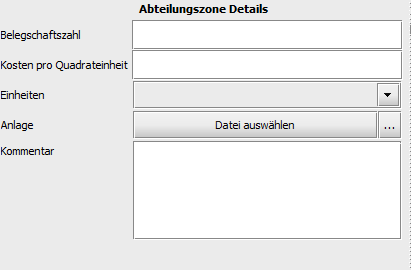 Abteilungszone Details
Belegschaftszahl
Kosten pro Quadrateinheit
Einheiten
Anlage Datei auswählen ...
Kommentar